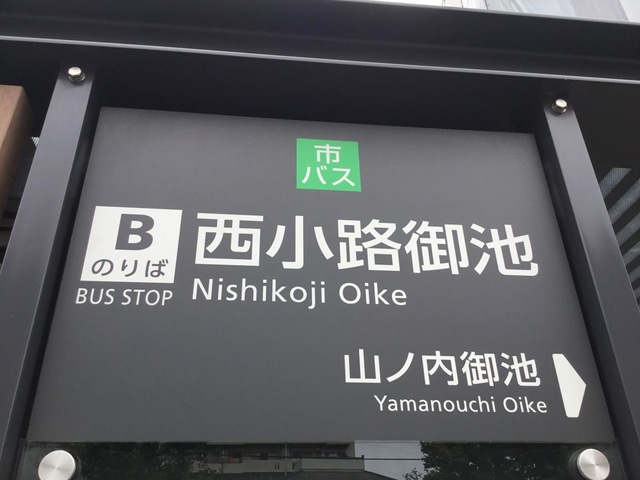 市
バス
B
のりば
BUS STOP
西小路御池
Nishikoji Oike
山ノ内御池
Yamanouchi Oike